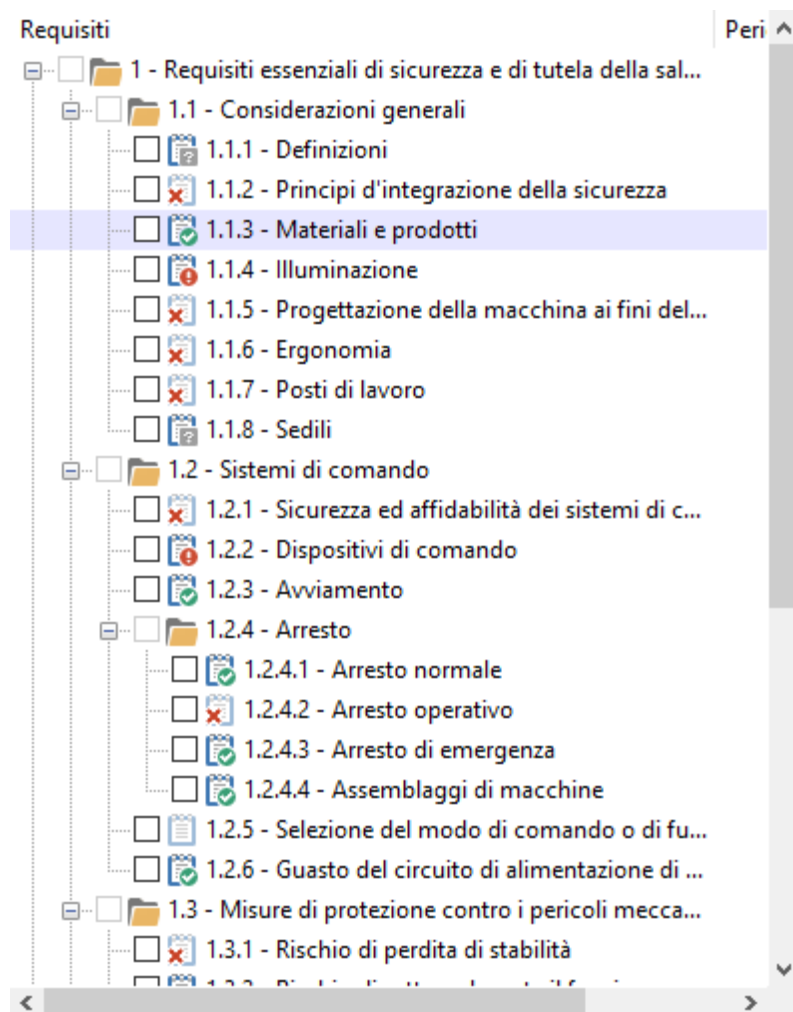 Requisiti Peri
1 - Requisiti essenziali di sicurezza e di tutela della sal...
1.1 - Considerazioni generali
1.1.1 - Definizioni
1.1.2 - Principi d'integrazione della sicurezza
1.1.3 - Materiali e prodotti
1.1.4 - Illuminazione
1.1.5 - Progettazione della macchina ai fini del...
1.1.6 - Ergonomia
1.1.7 - Posti di lavoro
1.1.8 - Sedili
1.2 - Sistemi di comando
1.2.1 - Sicurezza ed affidabilità dei sistemi di c...
1.2.2 - Dispositivi di comando
1.2.3 - Avviamento
1.2.4 - Arresto
1.2.4.1 - Arresto normale
1.2.4.2 - Arresto operativo
1.2.4.3 - Arresto di emergenza
1.2.4.4 - Assemblaggi di macchine
1.2.5 - Selezione del modo di comando o di fu...
1.2.6 - Guasto del circuito di alimentazione di ...
1.3 - Misure di protezione contro i pericoli mecca...
1.3.1 - Rischio di perdita di stabilità